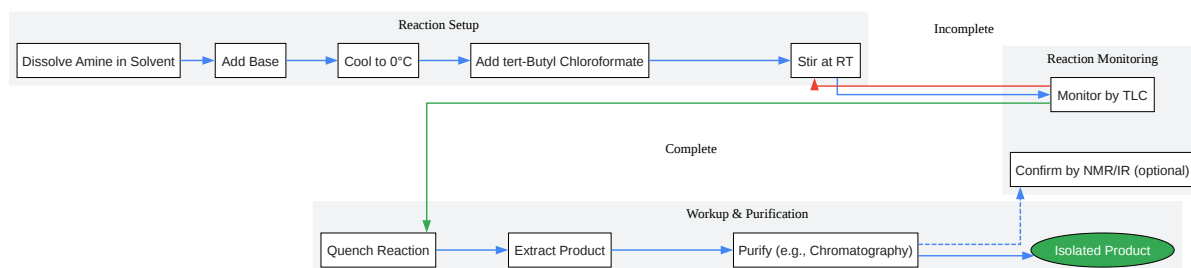 Reaction Setup
Incomplete
Dissolve Amine in Solvent
Add Base
Cool to 0°C
Add tert-Butyl Chloroformate
Stir at RT
Reaction Monitoring
Monitor by TLC
Complete
Confirm by NMR/IR (optional)
Workup & Purification
Quench Reaction
Extract Product
Purify (e.g., Chromatography)
Isolated Product